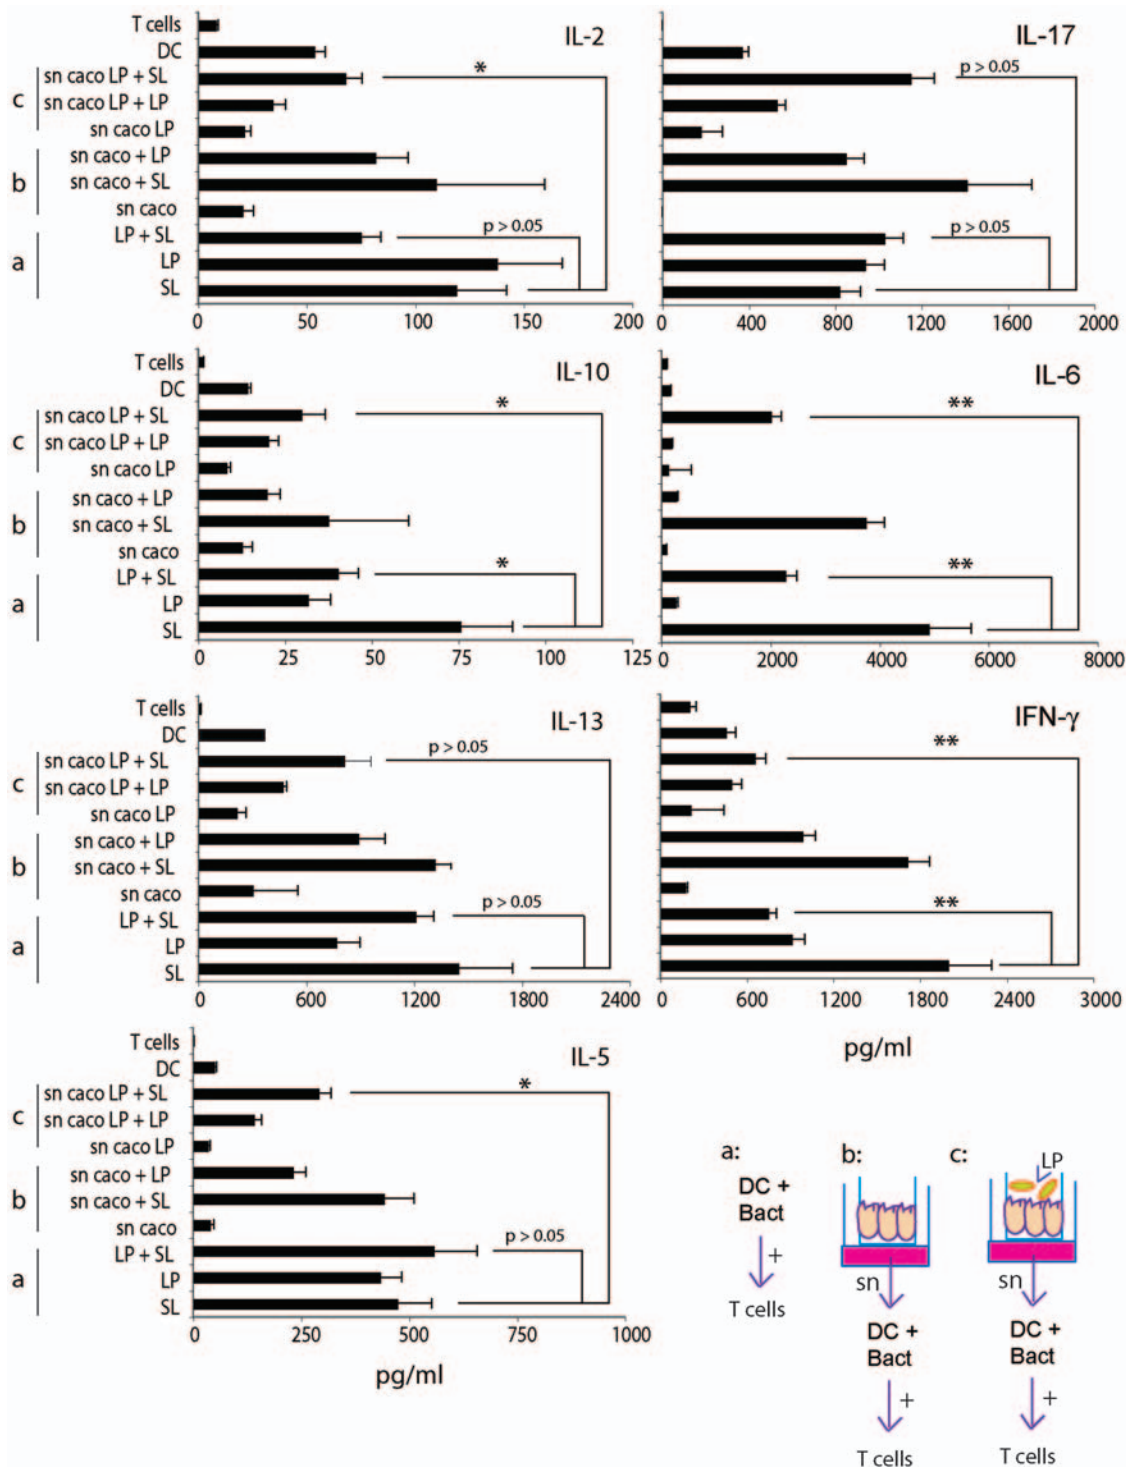 T cells
DC
c
sn caco LP + SL
sn caco LP + LP
sn caco LP
b
sn caco + LP
sn caco + SL
sn caco
a
LP + SL
LP
SL
IL-2
*
p > 0.05
0 50 100 150 200
IL-17
p > 0.05
p > 0.05
0 400 800 1200 1600 2000
T cells
DC
c
sn caco LP + SL
sn caco LP + LP
sn caco LP
b
sn caco + LP
sn caco + SL
sn caco
a
LP + SL
LP
SL
IL-10
*
*
0 25 50 75 100 125
IL-6
**
**
0 2000 4000 6000 8000
T cells
DC
c
sn caco LP + SL
sn caco LP + LP
sn caco LP
b
sn caco + LP
sn caco + SL
sn caco
a
LP + SL
LP
SL
IL-13
p > 0.05
p > 0.05
0 600 1200 1800 2400
IFN-γ
**
**
0 600 1200 1800 2400 3000
pg/ml
T cells
DC
c
sn caco LP + SL
sn caco LP + LP
sn caco LP
b
sn caco + LP
sn caco + SL
sn caco
a
LP + SL
LP
SL
IL-5
*
p > 0.05
0 250 500 750 1000
pg/ml
a:
DC +
Bact
+
T cells
b:
sn
DC +
Bact
+
T cells
c:
LP
sn
DC +
Bact
+
T cells